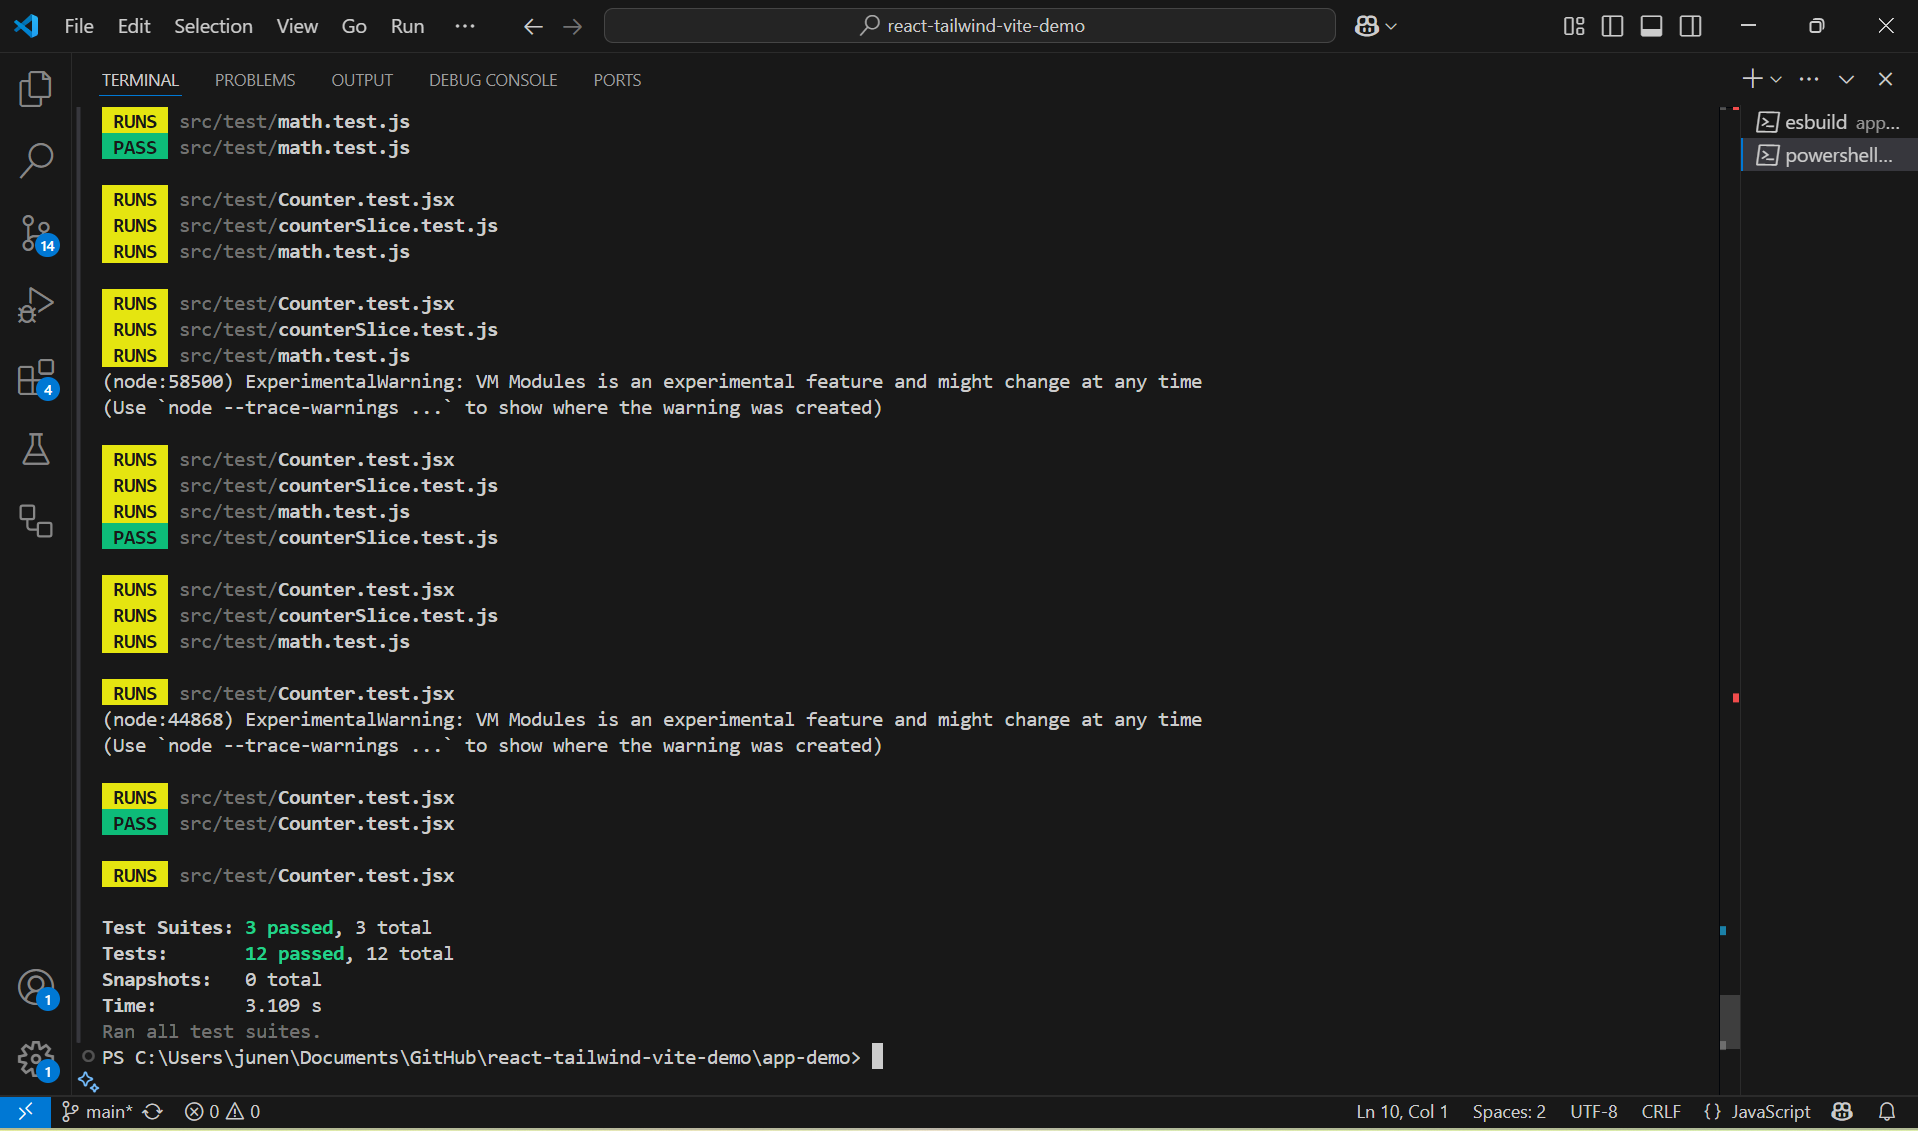 File Edit Selection View Go Run ··· react-tailwind-vite-demo
TERMINAL PROBLEMS OUTPUT DEBUG CONSOLE PORTS
RUNS src/test/math.test.js
PASS src/test/math.test.js
RUNS src/test/Counter.test.jsx
RUNS src/test/counterSlice.test.js
RUNS src/test/math.test.js
RUNS src/test/Counter.test.jsx
RUNS src/test/counterSlice.test.js
RUNS src/test/math.test.js
(node:58500) ExperimentalWarning: VM Modules is an experimental feature and might change at any time
(Use `node --trace-warnings ...` to show where the warning was created)
RUNS src/test/Counter.test.jsx
RUNS src/test/counterSlice.test.js
RUNS src/test/math.test.js
PASS src/test/counterSlice.test.js
RUNS src/test/Counter.test.jsx
RUNS src/test/counterSlice.test.js
RUNS src/test/math.test.js
RUNS src/test/Counter.test.jsx
(node:44868) ExperimentalWarning: VM Modules is an experimental feature and might change at any time
(Use `node --trace-warnings ...` to show where the warning was created)
RUNS src/test/Counter.test.jsx
PASS src/test/Counter.test.jsx
RUNS src/test/Counter.test.jsx
Test Suites: 3 passed, 3 total
Tests: 12 passed, 12 total
Snapshots: 0 total
Time: 3.109 s
Ran all test suites.
PS C:\Users\junen\Documents\GitHub\react-tailwind-vite-demo\app-demo>
esbuild app...
powershell...
14
4
1
1
main* 0 0 Ln 10, Col 1 Spaces: 2 UTF-8 CRLF {} JavaScript